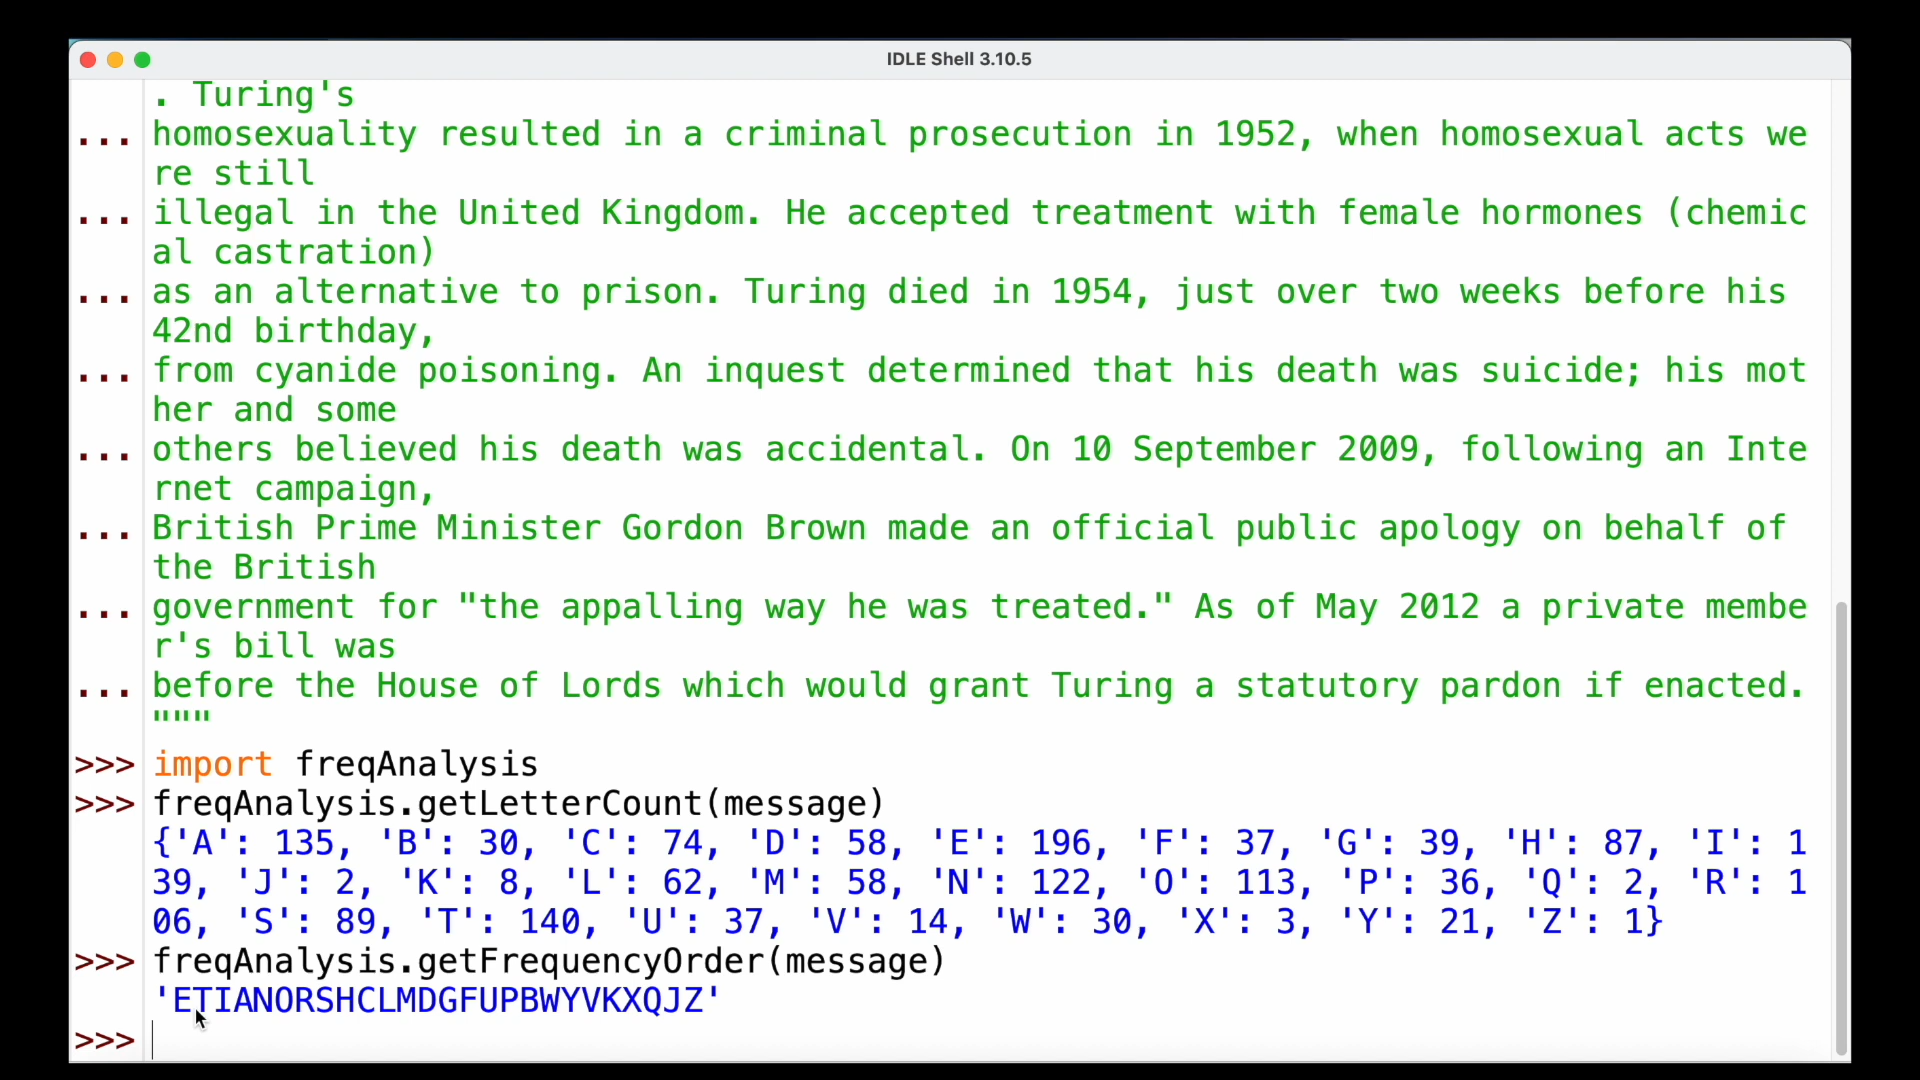 IDLE Shell 3.10.5
. Turing's
... homosexuality resulted in a criminal prosecution in 1952, when homosexual acts we
re still
... illegal in the United Kingdom. He accepted treatment with female hormones (chemic
al castration)
... as an alternative to prison. Turing died in 1954, just over two weeks before his
42nd birthday,
... from cyanide poisoning. An inquest determined that his death was suicide; his mot
her and some
... others believed his death was accidental. On 10 September 2009, following an Inte
rnet campaign,
... British Prime Minister Gordon Brown made an official public apology on behalf of
the British
... government for "the appalling way he was treated." As of May 2012 a private membe
r's bill was
... before the House of Lords which would grant Turing a statutory pardon if enacted.
"""
>>> import freqAnalysis
>>> freqAnalysis.getLetterCount(message)
{'A': 135, 'B': 30, 'C': 74, 'D': 58, 'E': 196, 'F': 37, 'G': 39, 'H': 87, 'I': 1
39, 'J': 2, 'K': 8, 'L': 62, 'M': 58, 'N': 122, 'O': 113, 'P': 36, 'Q': 2, 'R': 1
06, 'S': 89, 'T': 140, 'U': 37, 'V': 14, 'W': 30, 'X': 3, 'Y': 21, 'Z': 1}
>>> freqAnalysis.getFrequencyOrder(message)
'ETIANORSHCLMDGFUPBWYVKXQJZ'
>>>